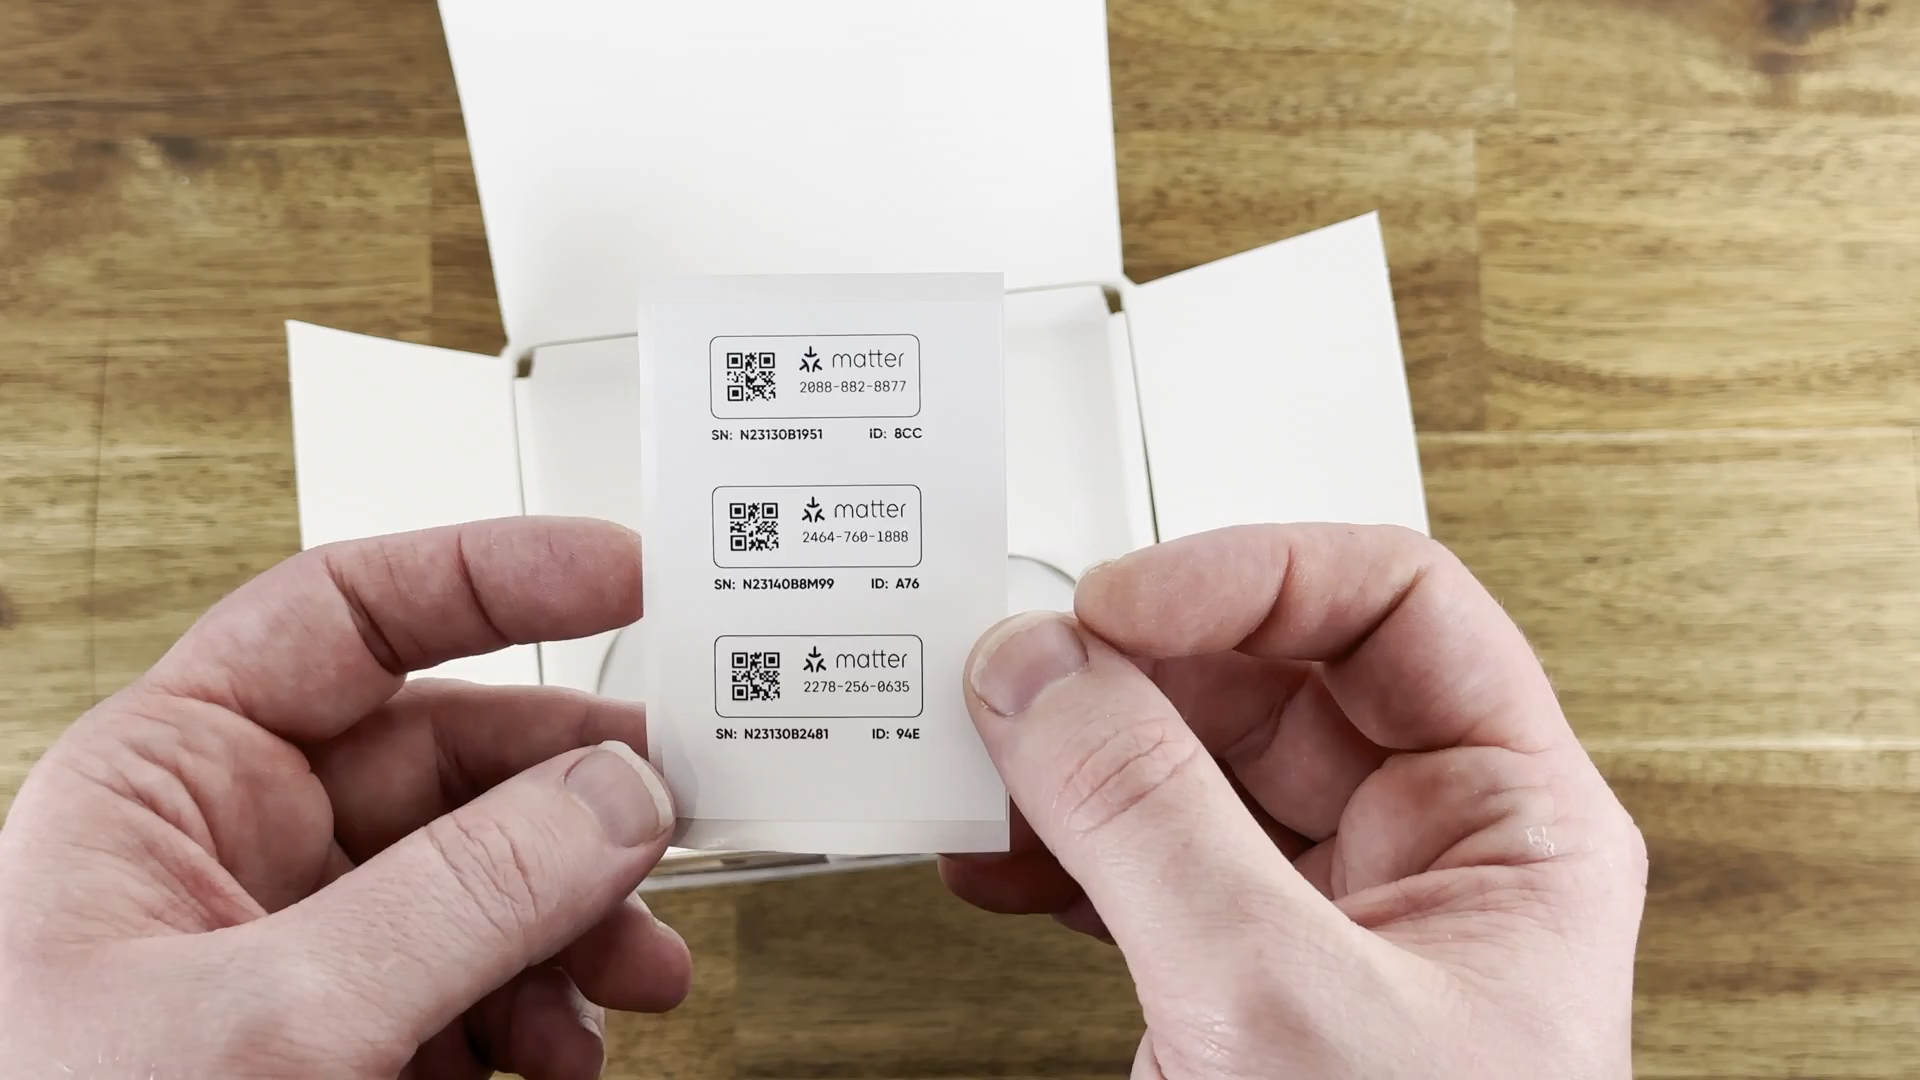 matter
2088-882-8877
SN: N23130B1951 ID: 8CC
matter
2464-760-1888
SN: N23140B8M99 ID: A76
matter
2278-256-0635
SN: N23130B2481 ID: 94E